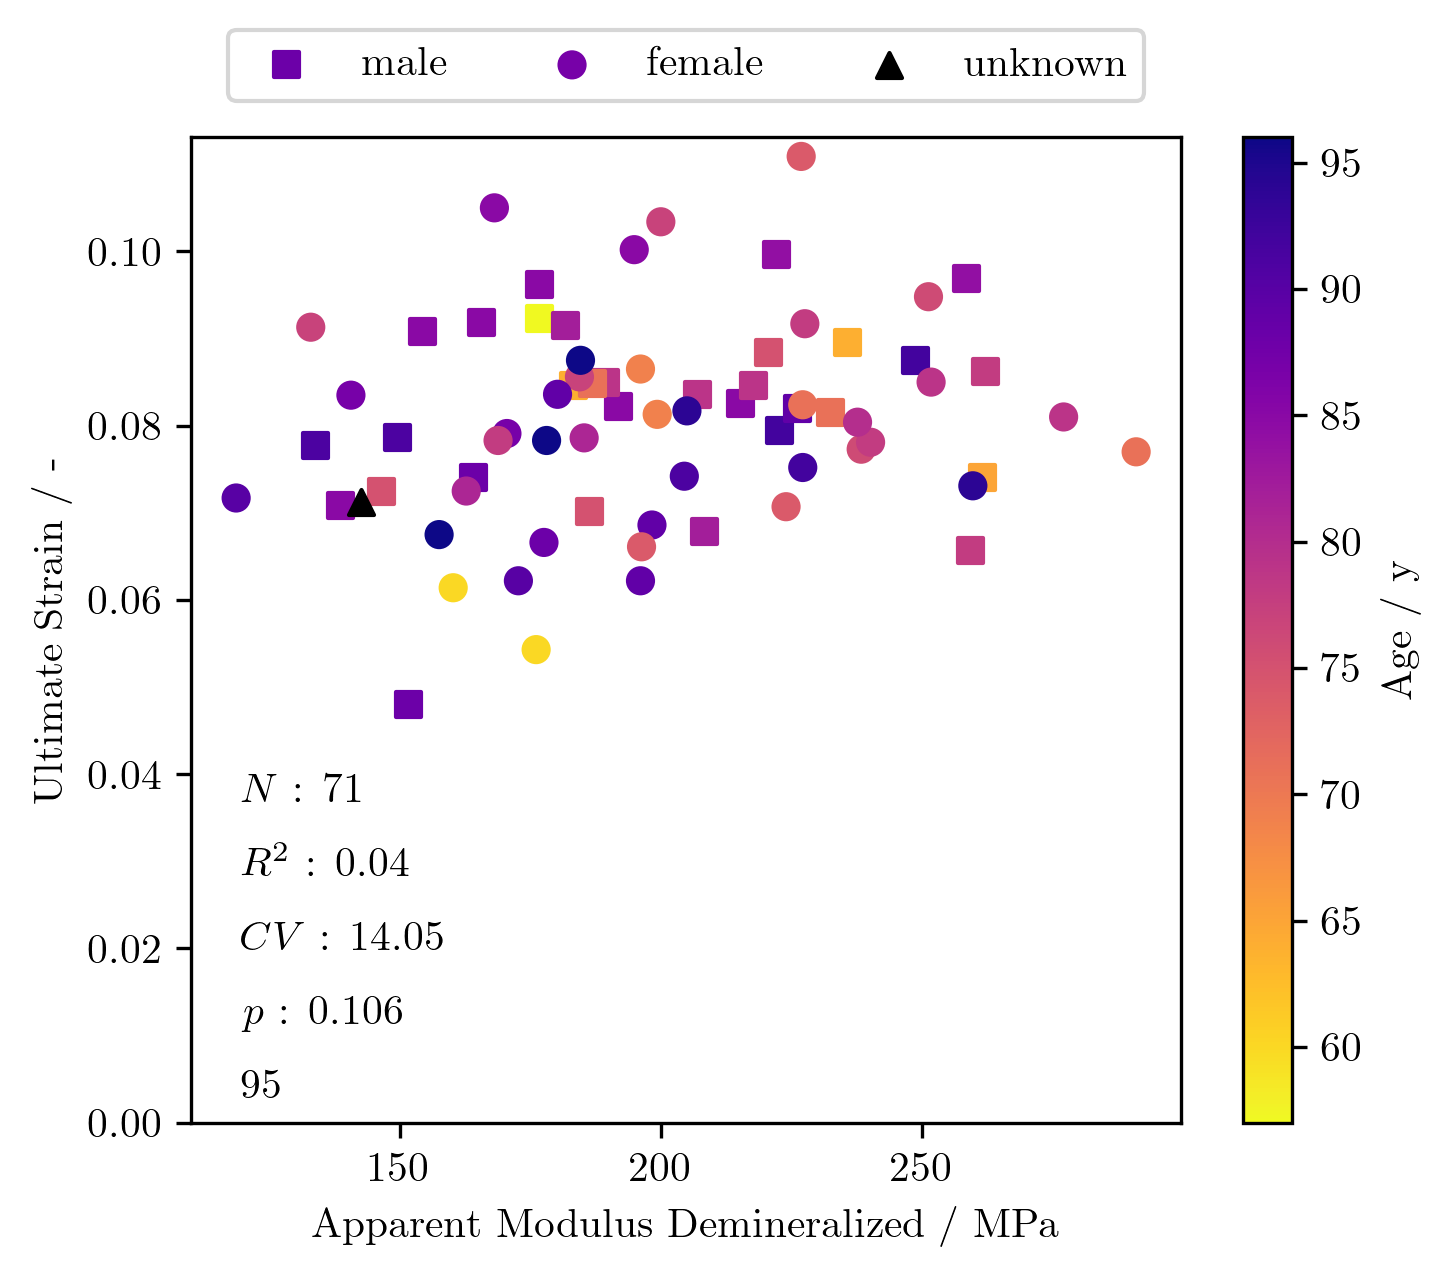 male female unknown
0.10
0.08
0.06
0.04
0.02
0.00
Ultimate Strain / -
N : 71
R² : 0.04
CV : 14.05
p : 0.106
95
150 200 250
Apparent Modulus Demineralized / MPa
95
90
85
80
75
70
65
60
Age / y